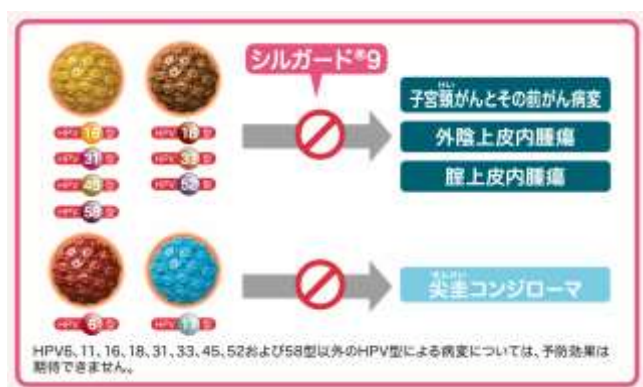 シルガード®9
HPV 16 型
HPV 18 型
HPV 31 型
HPV 33 型
HPV 45 型
HPV 52 型
HPV 58 型
子宮頸がんとその前がん病変
外陰上皮内腫瘍
腟上皮内腫瘍
HPV 6 型
HPV 11 型
尖圭コンジローマ
HPV6、11、16、18、31、33、45、52および58型以外のHPV型による病変については、予防効果は
期待できません。